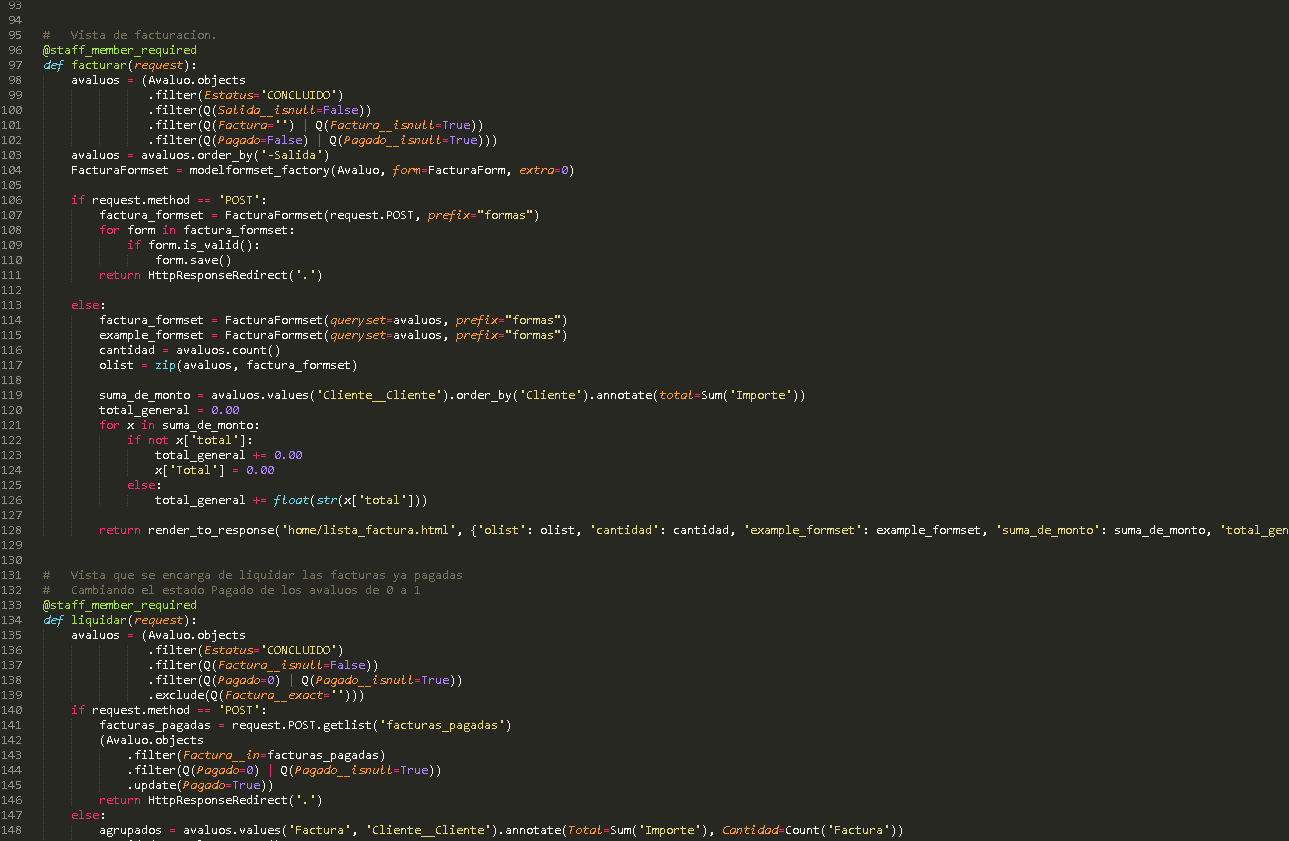 93
94
95 #   Vista de facturacion.
96 @staff_member_required
97 def facturar(request):
98     avaluos = (Avaluo.objects
99                .filter(Estatus='CONCLUIDO')
100                .filter(Q(Salida__isnull=False))
101                .filter(Q(Factura='') | Q(Factura__isnull=True))
102                .filter(Q(Pagado=False) | Q(Pagado__isnull=True)))
103     avaluos = avaluos.order_by('-Salida')
104     FacturaFormset = modelformset_factory(Avaluo, form=FacturaForm, extra=0)
105
106     if request.method == 'POST':
107         factura_formset = FacturaFormset(request.POST, prefix="formas")
108         for form in factura_formset:
109             if form.is_valid():
110                 form.save()
111         return HttpResponseRedirect('.')
112
113     else:
114         factura_formset = FacturaFormset(queryset=avaluos, prefix="formas")
115         example_formset = FacturaFormset(queryset=avaluos, prefix="formas")
116         cantidad = avaluos.count()
117         olist = zip(avaluos, factura_formset)
118
119         suma_de_monto = avaluos.values('Cliente__Cliente').order_by('Cliente').annotate(total=Sum('Importe'))
120         total_general = 0.00
121         for x in suma_de_monto:
122             if not x['total']:
123                 total_general += 0.00
124                 x['Total'] = 0.00
125             else:
126                 total_general += float(str(x['total']))
127
128         return render_to_response('home/lista_factura.html', {'olist': olist, 'cantidad': cantidad, 'example_formset': example_formset, 'suma_de_monto': suma_de_monto, 'total_gen
129
130
131 #   Vista que se encarga de liquidar las facturas ya pagadas
132 #   Cambiando el estado Pagado de los avaluos de 0 a 1
133 @staff_member_required
134 def liquidar(request):
135     avaluos = (Avaluo.objects
136                .filter(Estatus='CONCLUIDO')
137                .filter(Q(Factura__isnull=False))
138                .filter(Q(Pagado=0) | Q(Pagado__isnull=True))
139                .exclude(Q(Factura__exact='')))
140     if request.method == 'POST':
141         facturas_pagadas = request.POST.getlist('facturas_pagadas')
142         (Avaluo.objects
143             .filter(Factura__in=facturas_pagadas)
144             .filter(Q(Pagado=0) | Q(Pagado__isnull=True))
145             .update(Pagado=True))
146         return HttpResponseRedirect('.')
147     else:
148         agrupados = avaluos.values('Factura', 'Cliente__Cliente').annotate(Total=Sum('Importe'), Cantidad=Count('Factura'))